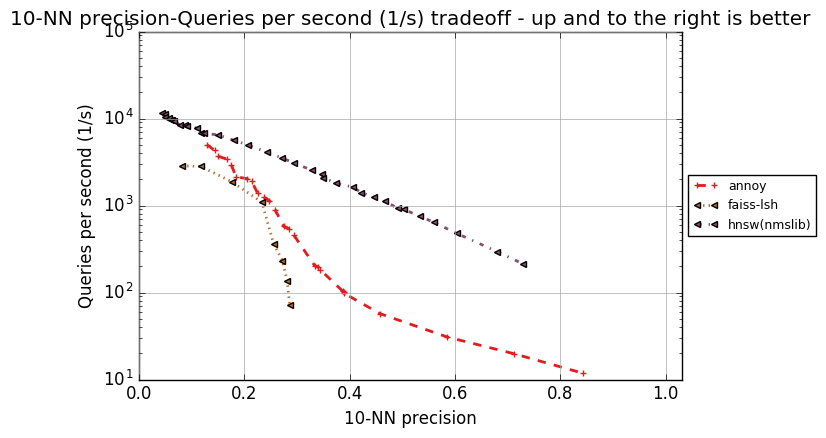 10-NN precision-Queries per second (1/s) tradeoff - up and to the right is better
Queries per second (1/s)
10^5
10^4
10^3
10^2
10^1
0.0 0.2 0.4 0.6 0.8 1.0
10-NN precision
annoy
faiss-lsh
hnsw(nmslib)